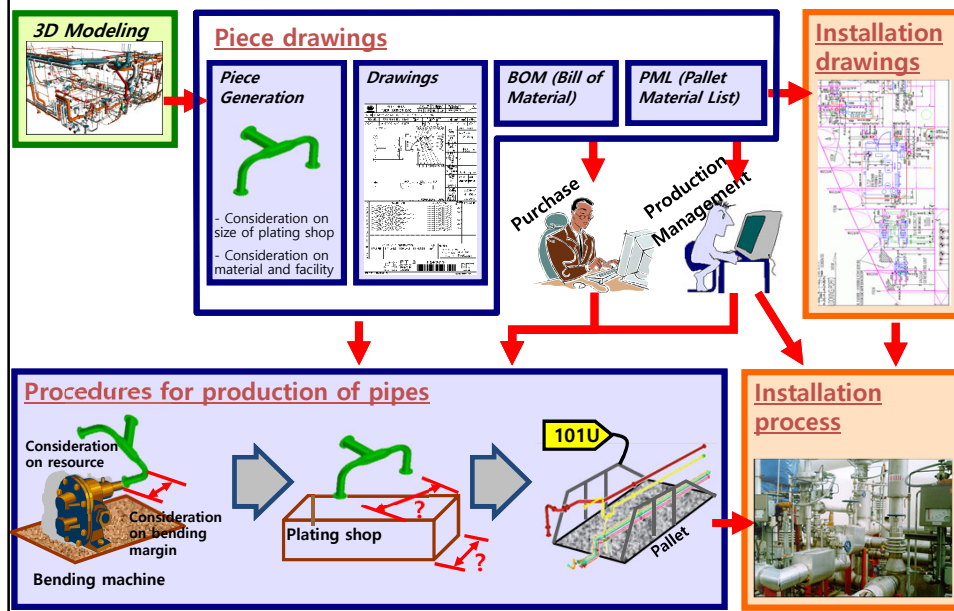 3D Modeling
Piece drawings
Piece
Generation
- Consideration on
size of plating shop
- Consideration on
material and facility
Drawings
BOM (Bill of
Material)
PML (Pallet
Material List)
Installation
drawings
Purchase
Production
Management
Procedures for production of pipes
Consideration
on resource
Consideration
on bending
margin
Bending machine
?
Plating shop
?
101U
Pallet
Installation
process